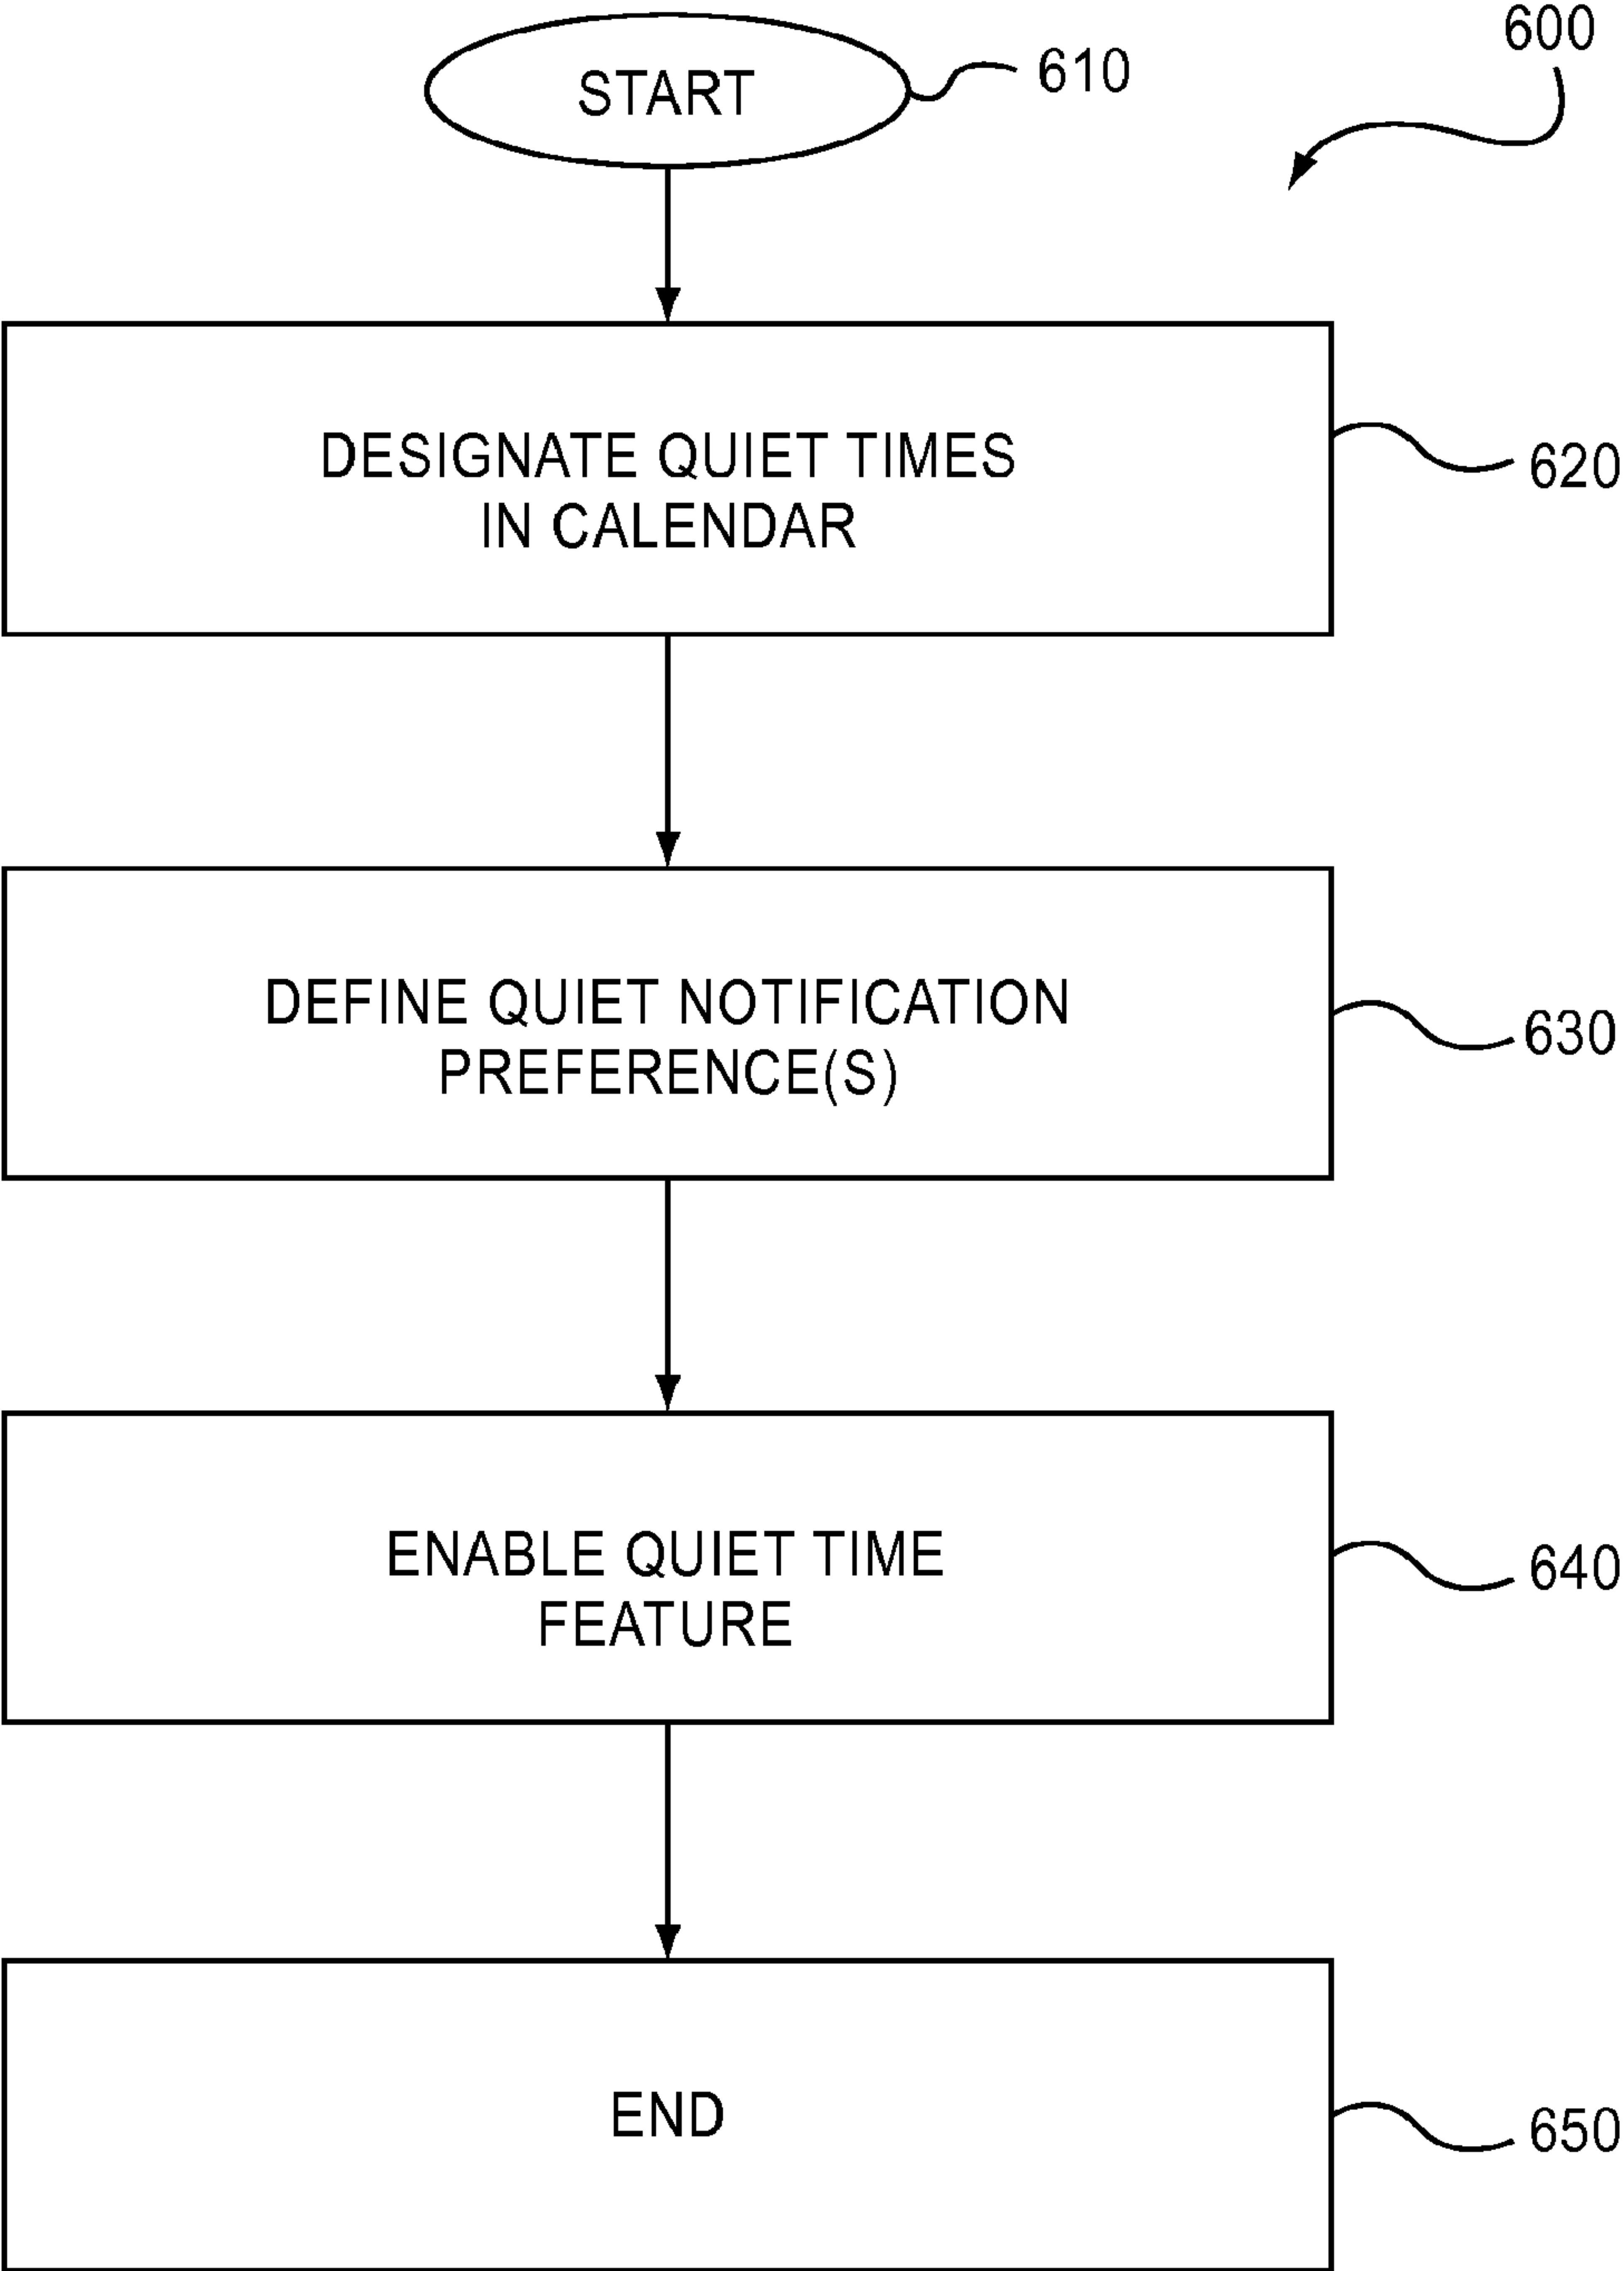 600
START
610
DESIGNATE QUIET TIMES
IN CALENDAR
620
DEFINE QUIET NOTIFICATION
PREFERENCE(S)
630
ENABLE QUIET TIME
FEATURE
640
END
650